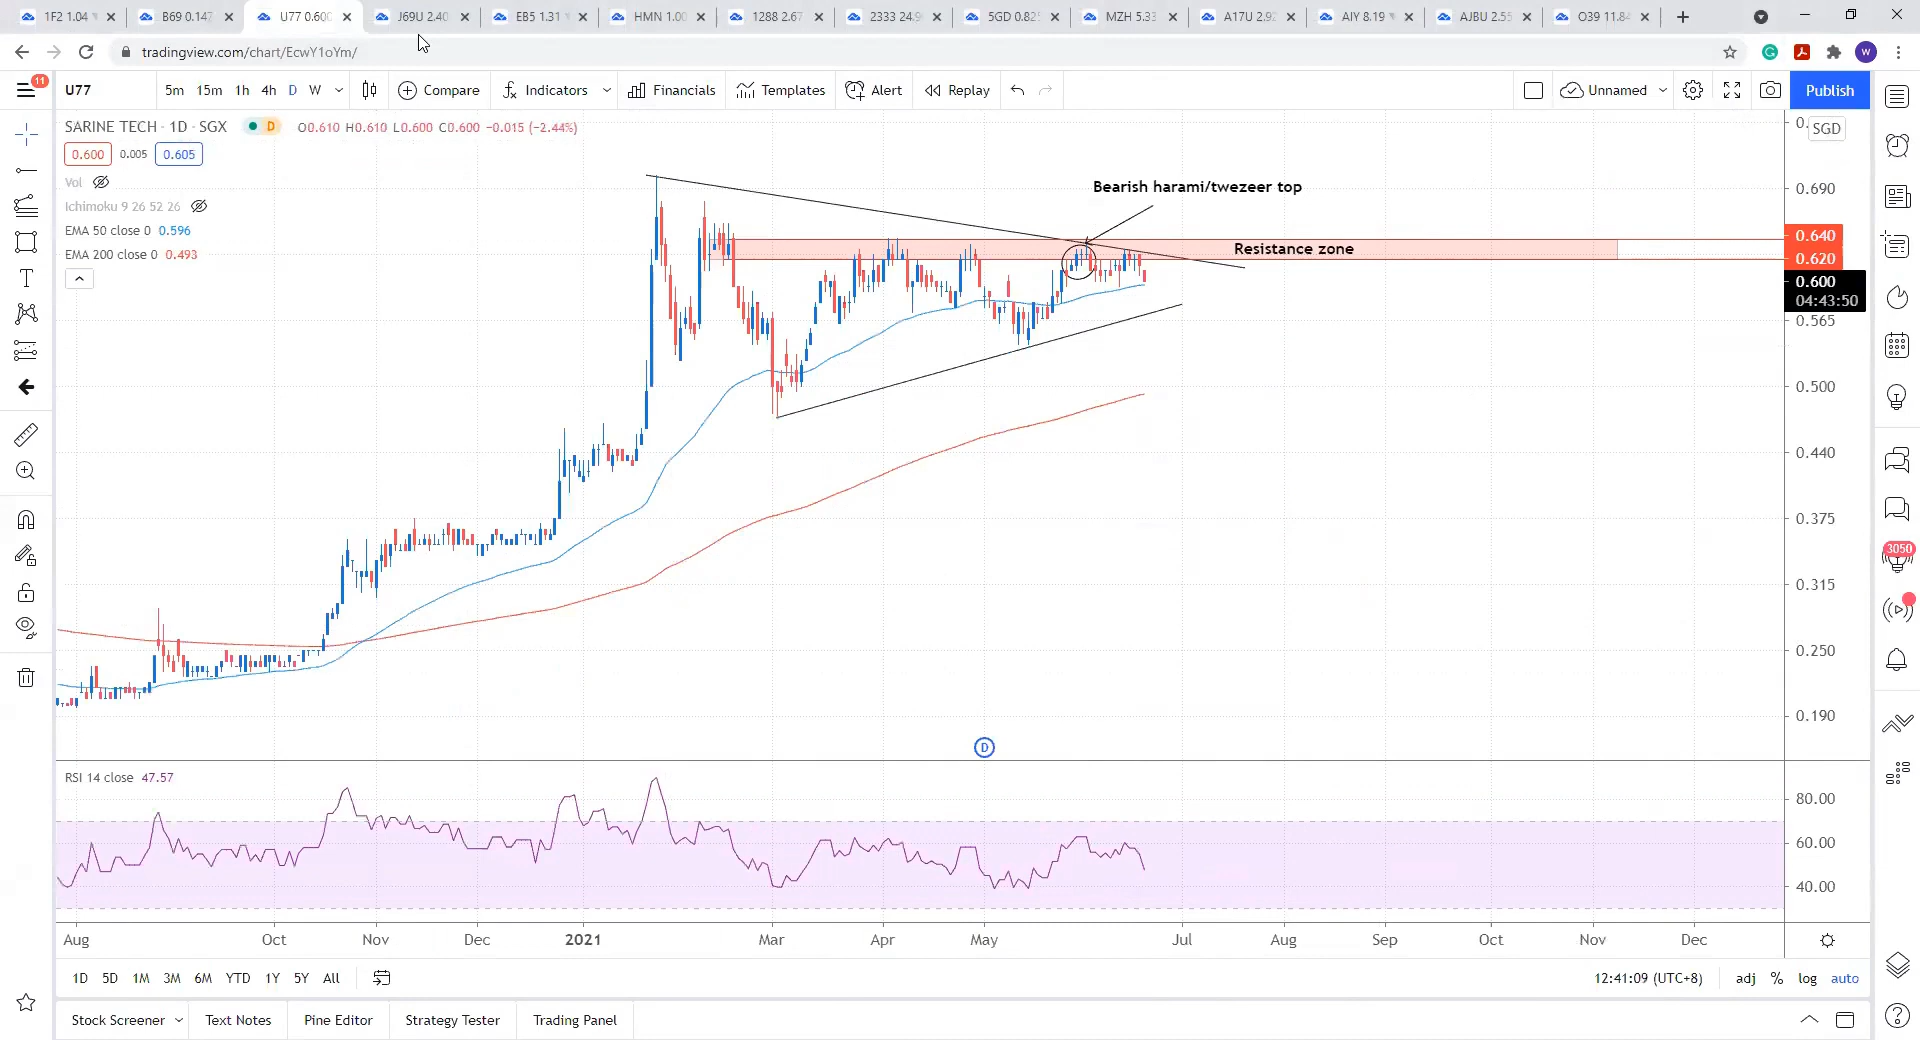 1F2 1.04
B69 0.147
U77 0.600
J69U 2.40
EB5 1.31
HMN 1.00
1288 2.67
2333 24.9
5GD 0.825
MZH 5.33
A17U 2.92
AIY 8.19
AJBU 2.55
O39 11.84
tradingview.com/chart/EcwY1oYm/
W
11
U77
5m 15m 1h 4h D W
Compare
Indicators
Financials
Templates
Alert
Replay
Unnamed
Publish
SARINE TECH · 1D · SGX D O0.610 H0.610 L0.600 C0.600 −0.015 (−2.44%)
0.600 0.005 0.605
Vol
Ichimoku 9 26 52 26
EMA 50 close 0 0.596
EMA 200 close 0 0.493
SGD
Bearish harami/twezeer top
Resistance zone
0.690
0.640
0.620
0.600
04:43:50
0.565
0.500
0.440
0.375
0.315
0.250
0.190
3050
D
RSI 14 close 47.57
80.00
60.00
40.00
Aug Oct Nov Dec 2021 Mar Apr May Jul Aug Sep Oct Nov Dec
1D 5D 1M 3M 6M YTD 1Y 5Y All
12:41:09 (UTC+8) adj % log auto
Stock Screener Text Notes Pine Editor Strategy Tester Trading Panel